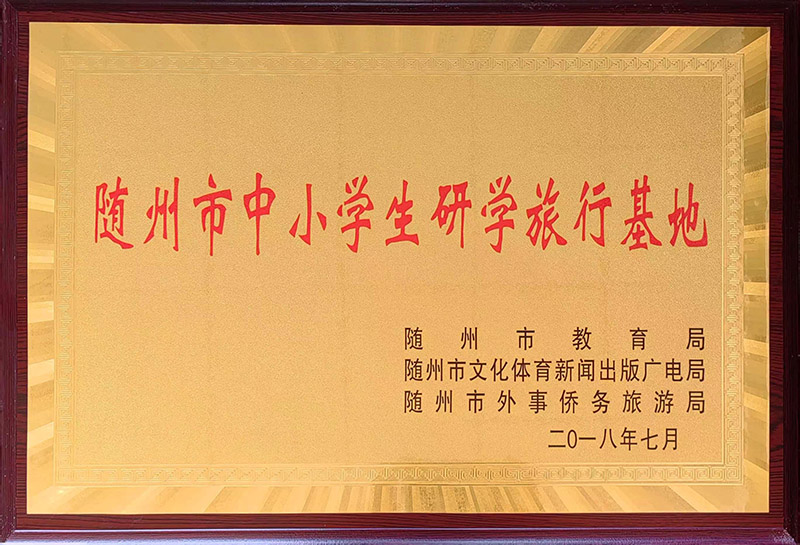 随州市中小学生研学旅行基地
随州市教育局
随州市文化体育新闻出版广电局
随州市外事侨务旅游局
二〇一八年七月